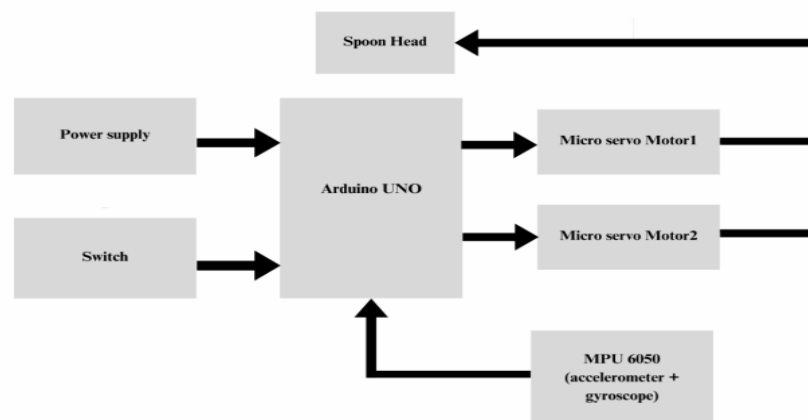 Spoon Head
Power supply
Arduino UNO
Micro servo Motor1
Switch
Micro servo Motor2
MPU 6050
(accelerometer +
gyroscope)